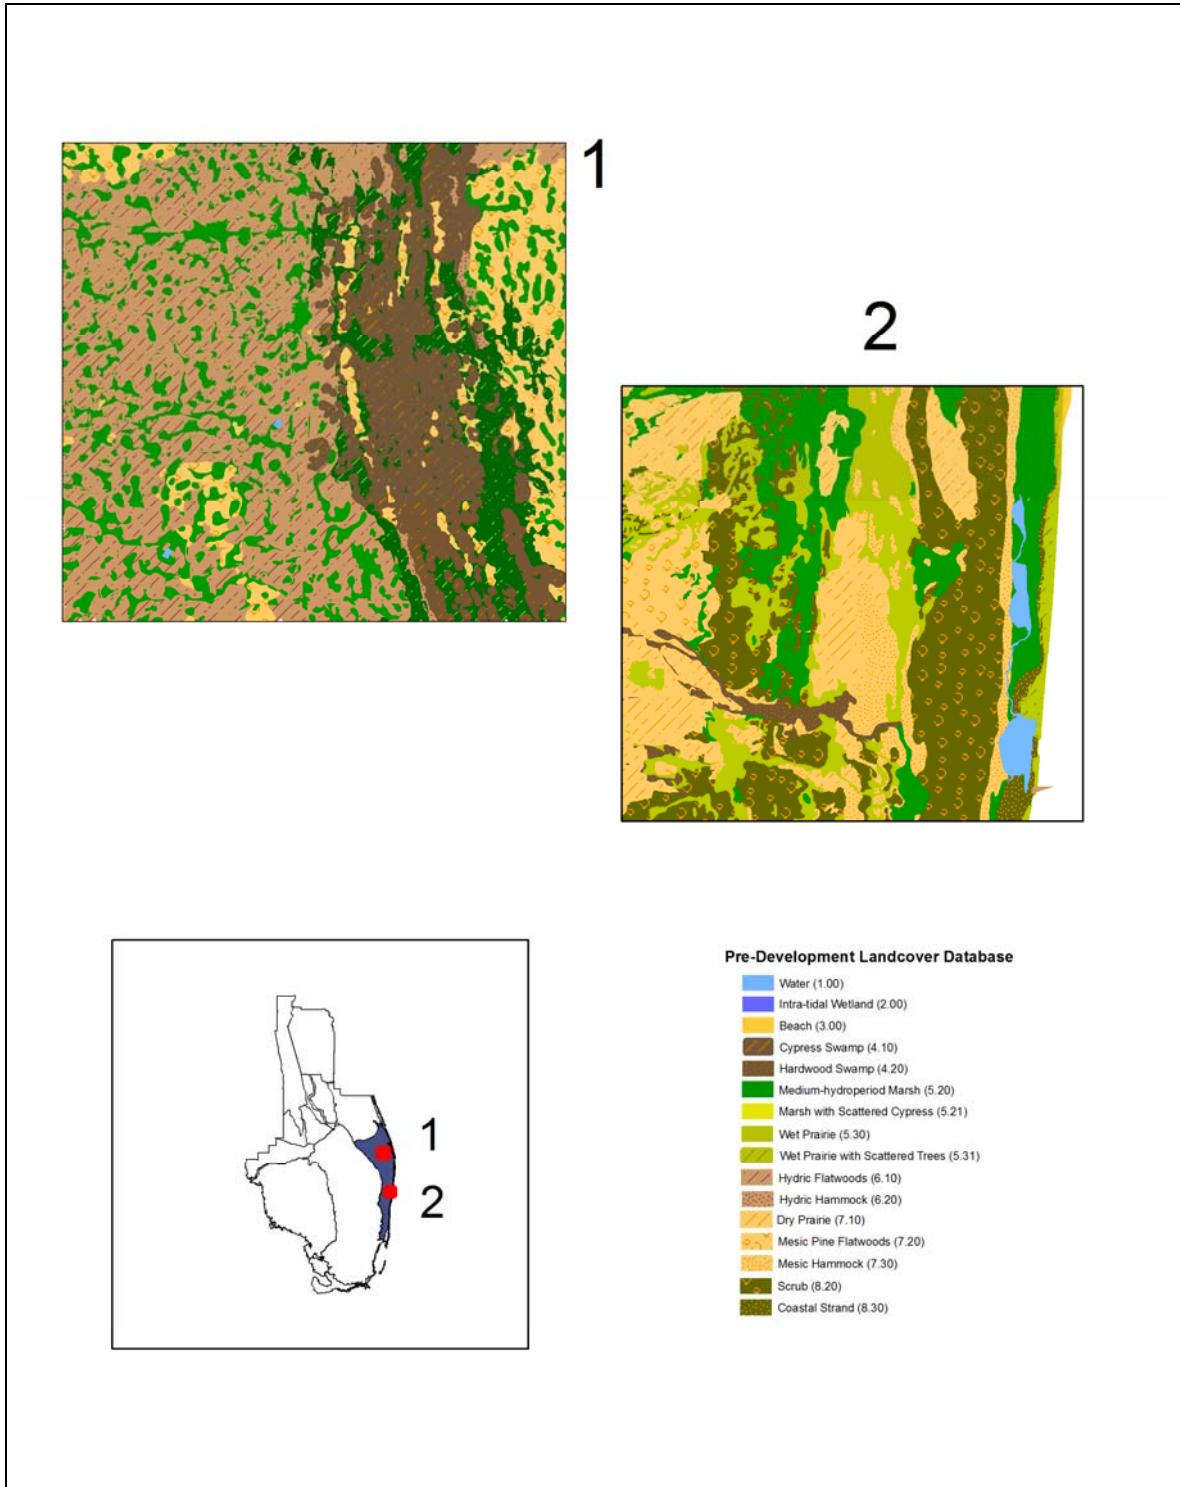 1
2
1
2
Pre-Development Landcover Database
Water (1.00)
Intra-tidal Wetland (2.00)
Beach (3.00)
Cypress Swamp (4.10)
Hardwood Swamp (4.20)
Medium-hydroperiod Marsh (5.20)
Marsh with Scattered Cypress (5.21)
Wet Prairie (5.30)
Wet Prairie with Scattered Trees (5.31)
Hydric Flatwoods (6.10)
Hydric Hammock (6.20)
Dry Prairie (7.10)
Mesic Pine Flatwoods (7.20)
Mesic Hammock (7.30)
Scrub (8.20)
Coastal Strand (8.30)